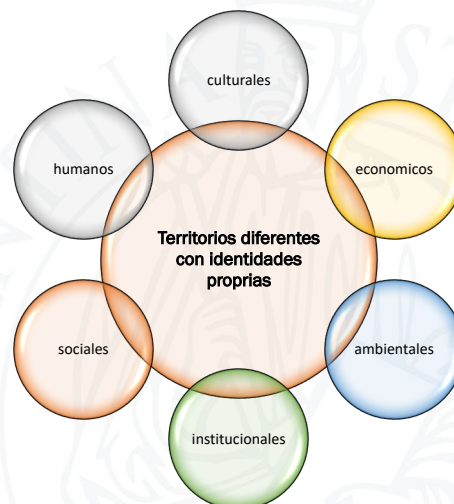 culturales
humanos
economicos
Territorios diferentes
con identidades
proprias
sociales
ambientales
institucionales